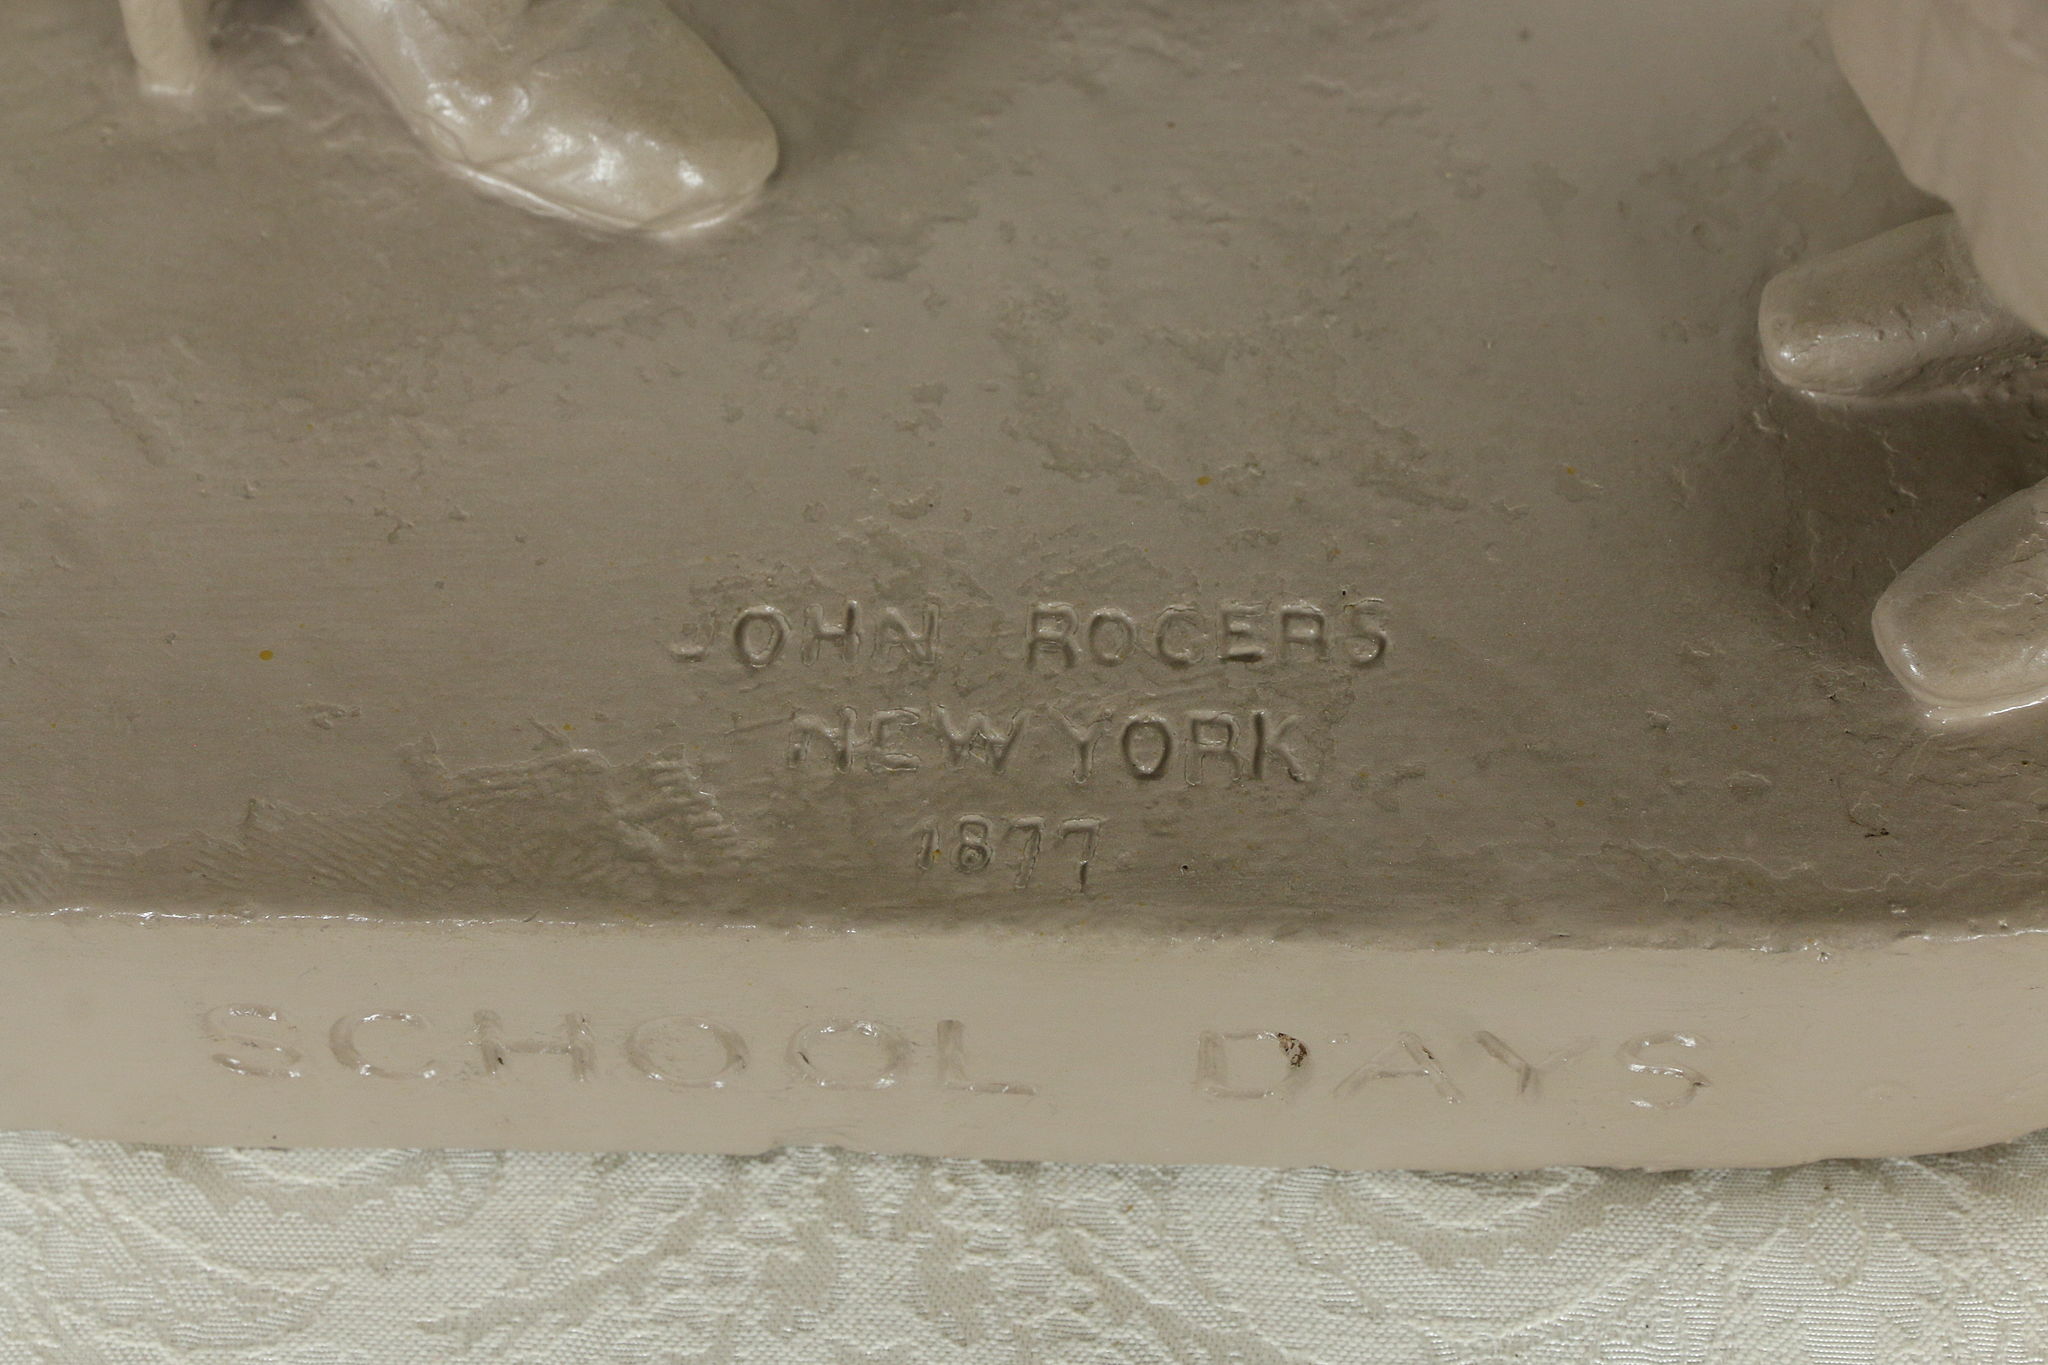 JOHN ROGERS
NEW YORK
1877
SCHOOL DAYS